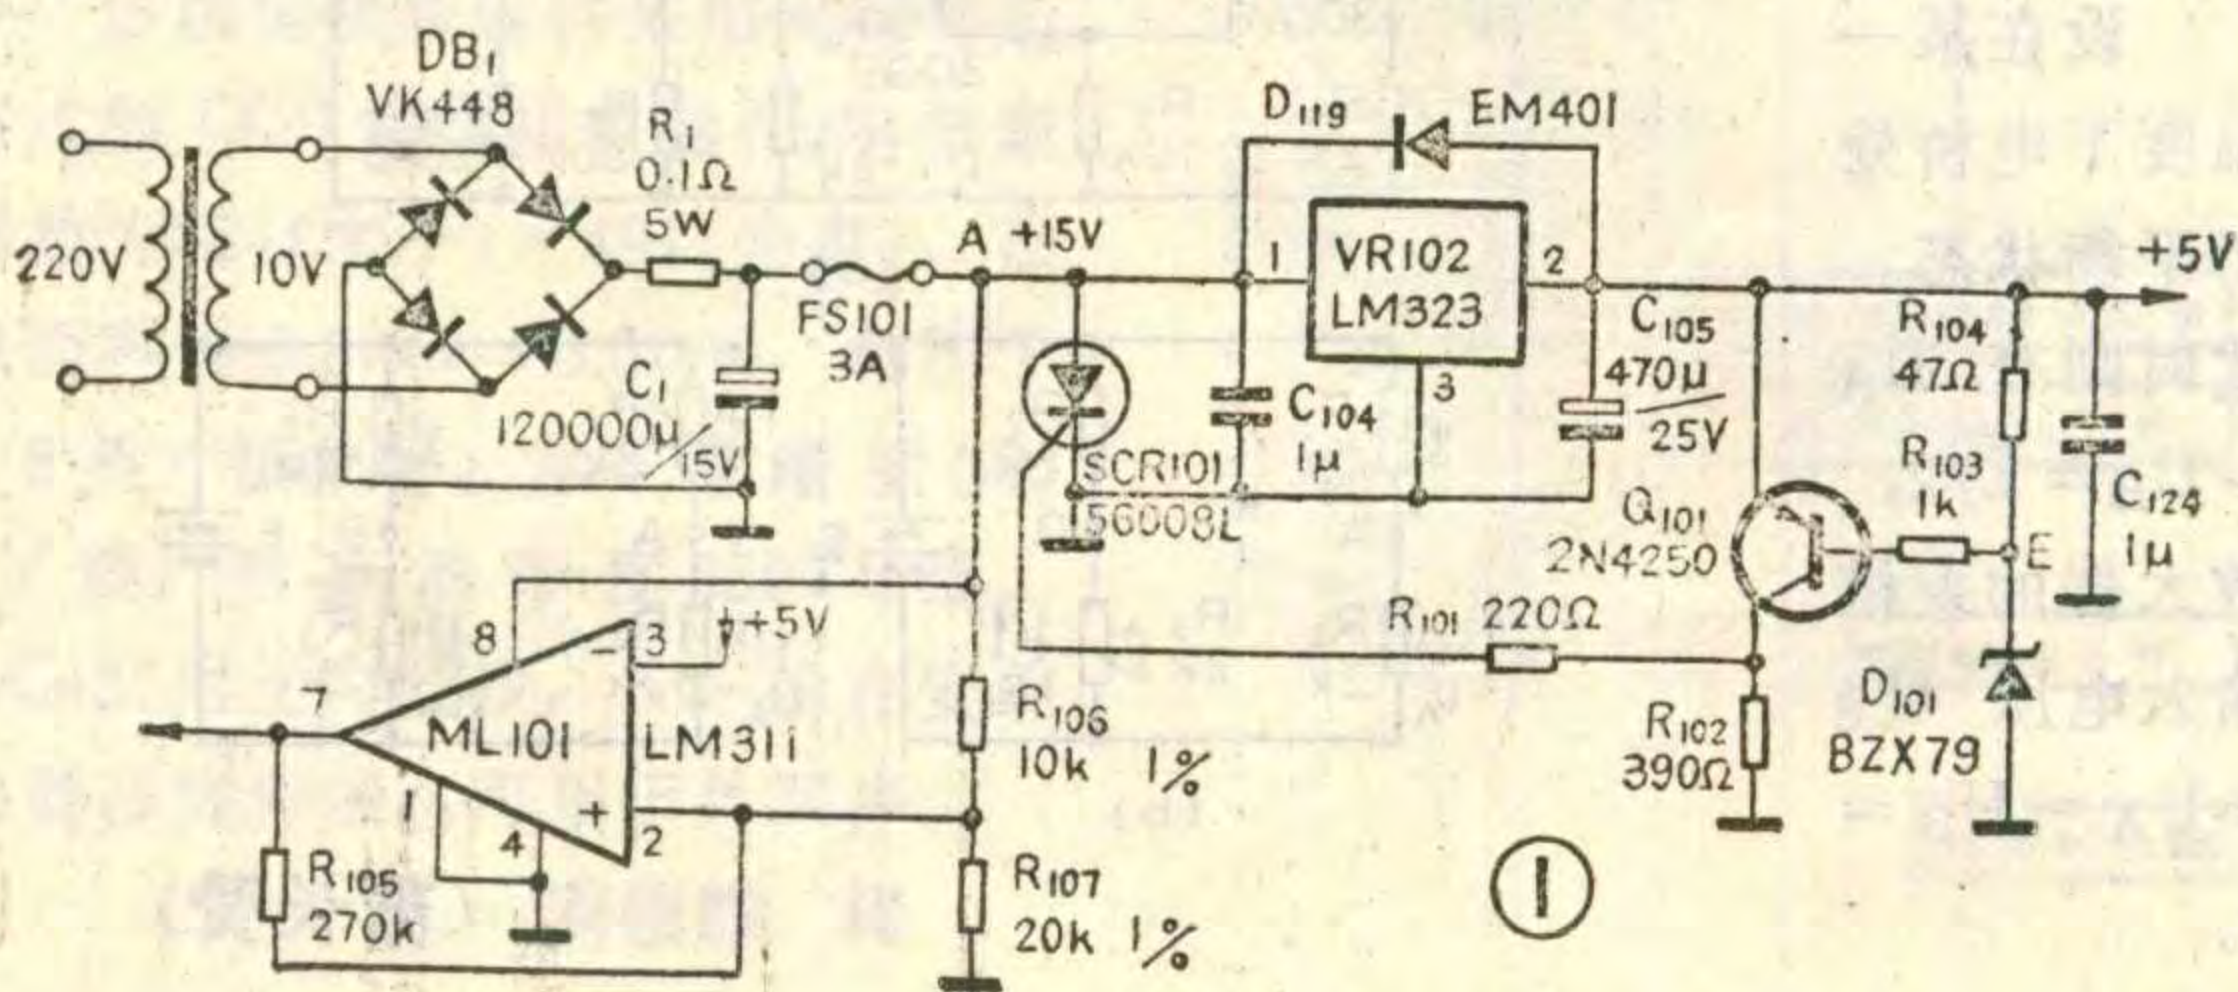 DB₁
VK448
R₁
0.1Ω
5W
220V
10V
C₁
120000μ/15V
FS101
3A
A +15V
D₁₁₉ EM401
1
VR102
LM323
2
3
C₁₀₄
1μ
SCR101
S6008L
C₁₀₅
470μ/25V
+5V
R₁₀₄
47Ω
R₁₀₃
1k
Q₁₀₁
2N4250
E
C₁₂₄
1μ
R₁₀₁ 220Ω
R₁₀₂
390Ω
D₁₀₁
BZX79
8
3
+5V
−
7
ML101
LM311
+
1
4
2
R₁₀₆
10k 1%
R₁₀₅
270k
R₁₀₇
20k 1%
①